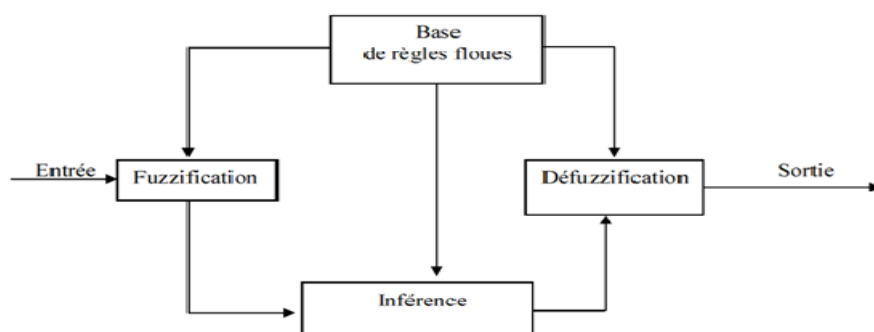 Base
de règles floues
Entrée
Fuzzification
Défuzzification
Sortie
Inférence